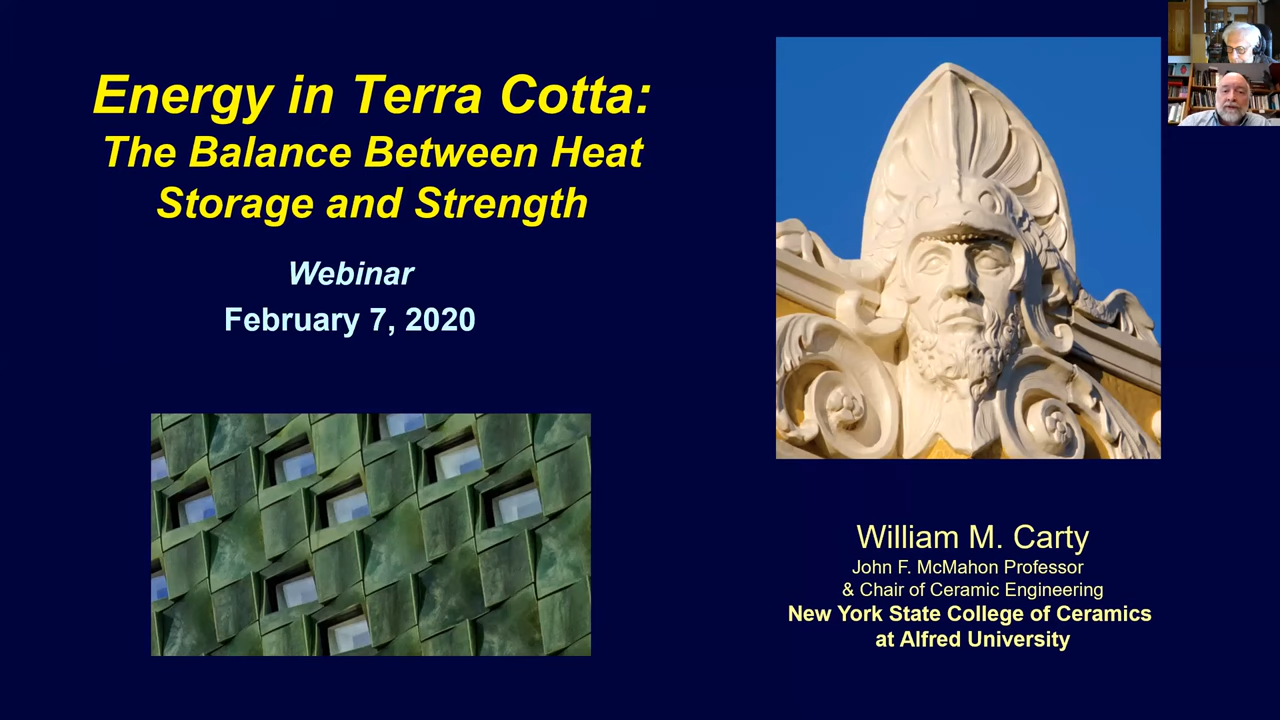 Energy in Terra Cotta:
The Balance Between Heat
Storage and Strength
Webinar
February 7, 2020
William M. Carty
John F. McMahon Professor
& Chair of Ceramic Engineering
New York State College of Ceramics
at Alfred University